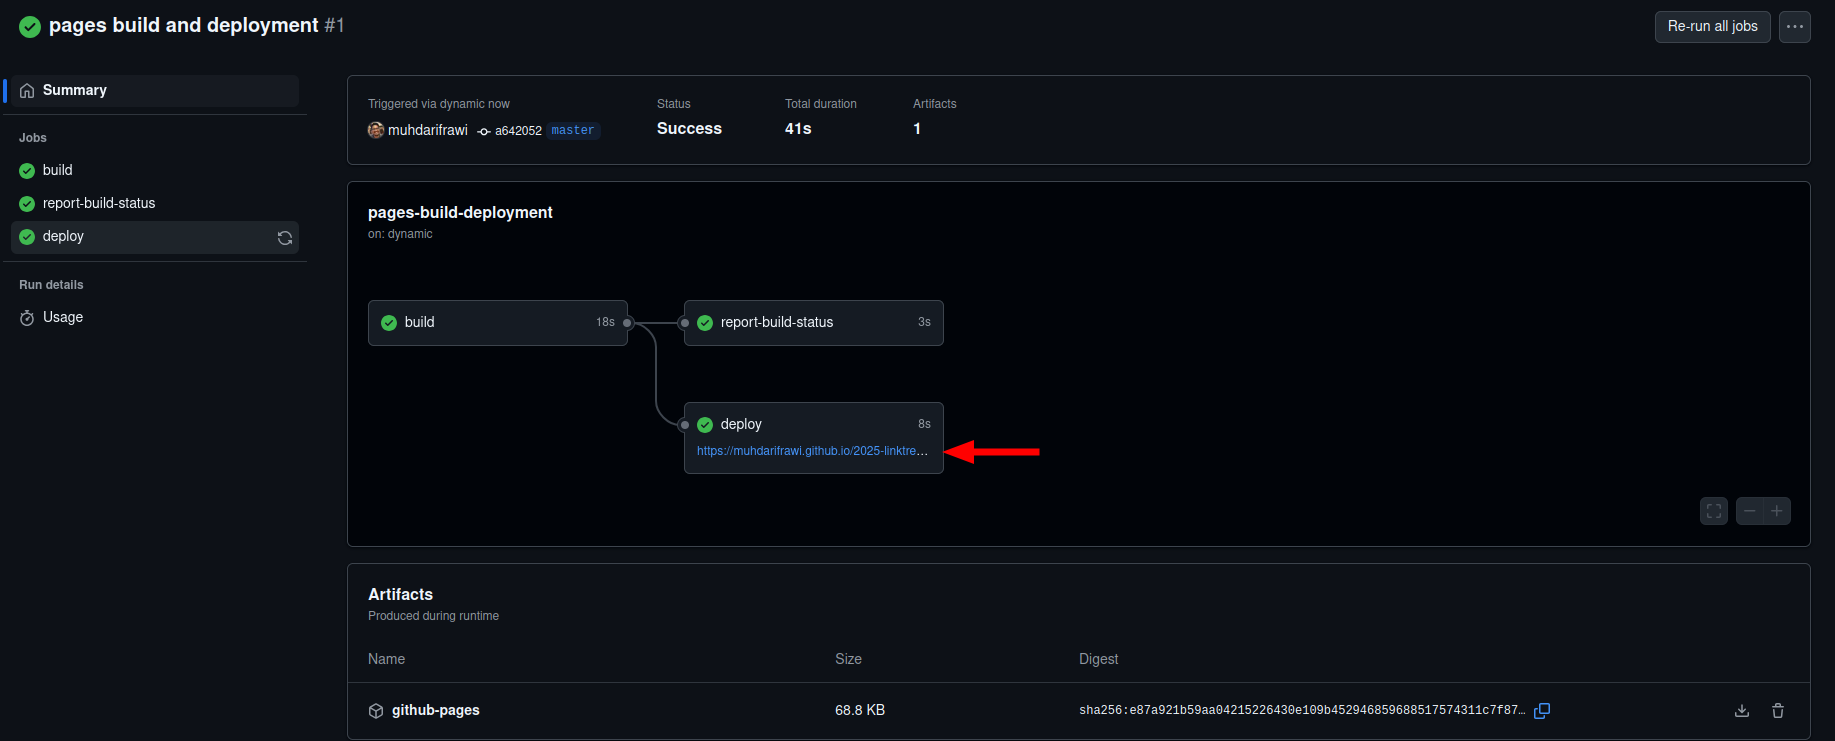 pages build and deployment #1
Re-run all jobs
Summary
Jobs
build
report-build-status
deploy
Run details
Usage
Triggered via dynamic now
muhdarifrawi a642052 master
Status
Success
Total duration
41s
Artifacts
1
pages-build-deployment
on: dynamic
build 18s
report-build-status 3s
deploy 8s
https://muhdarifrawi.github.io/2025-linktre...
Artifacts
Produced during runtime
Name Size Digest
github-pages 68.8 KB sha256:e87a921b59aa04215226430e109b452946859688517574311c7f87...